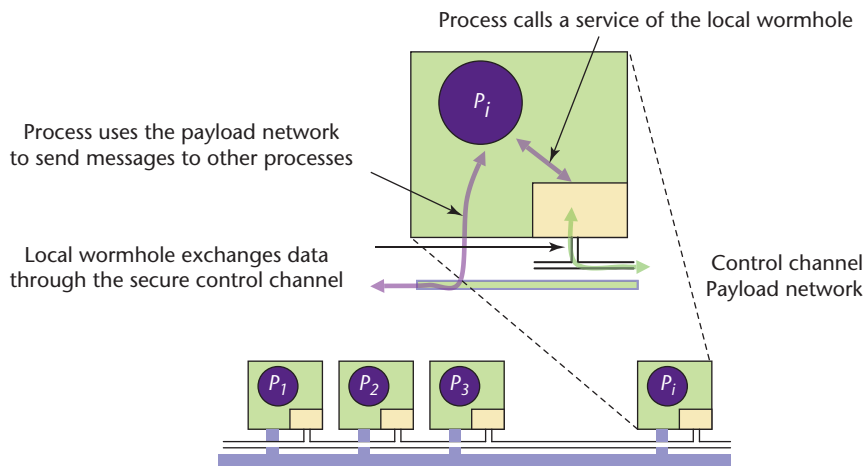 Process calls a service of the local wormhole
Pi
Process uses the payload network
to send messages to other processes
Local wormhole exchanges data
through the secure control channel
Control channel
Payload network
P1
P2
P3
Pi